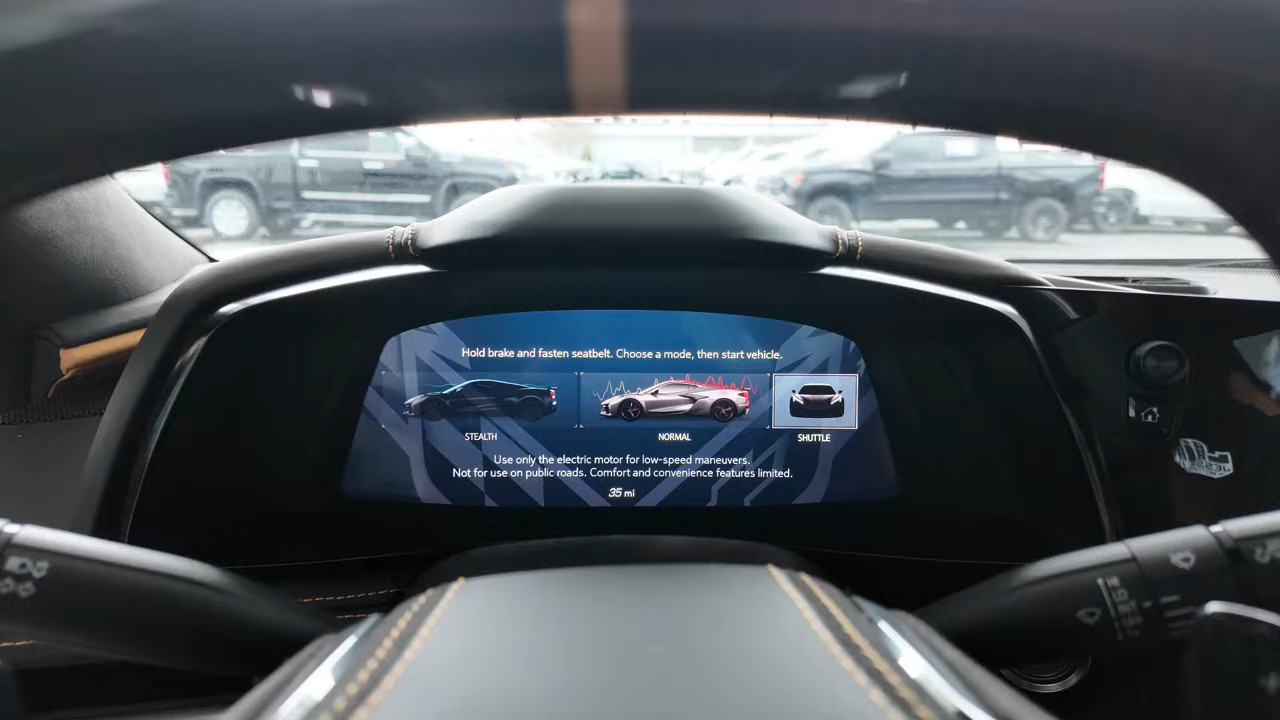 Hold brake and fasten seatbelt. Choose a mode, then start vehicle.
STEALTH
NORMAL
SHUTTLE
Use only the electric motor for low-speed maneuvers.
Not for use on public roads. Comfort and convenience features limited.
35 mi